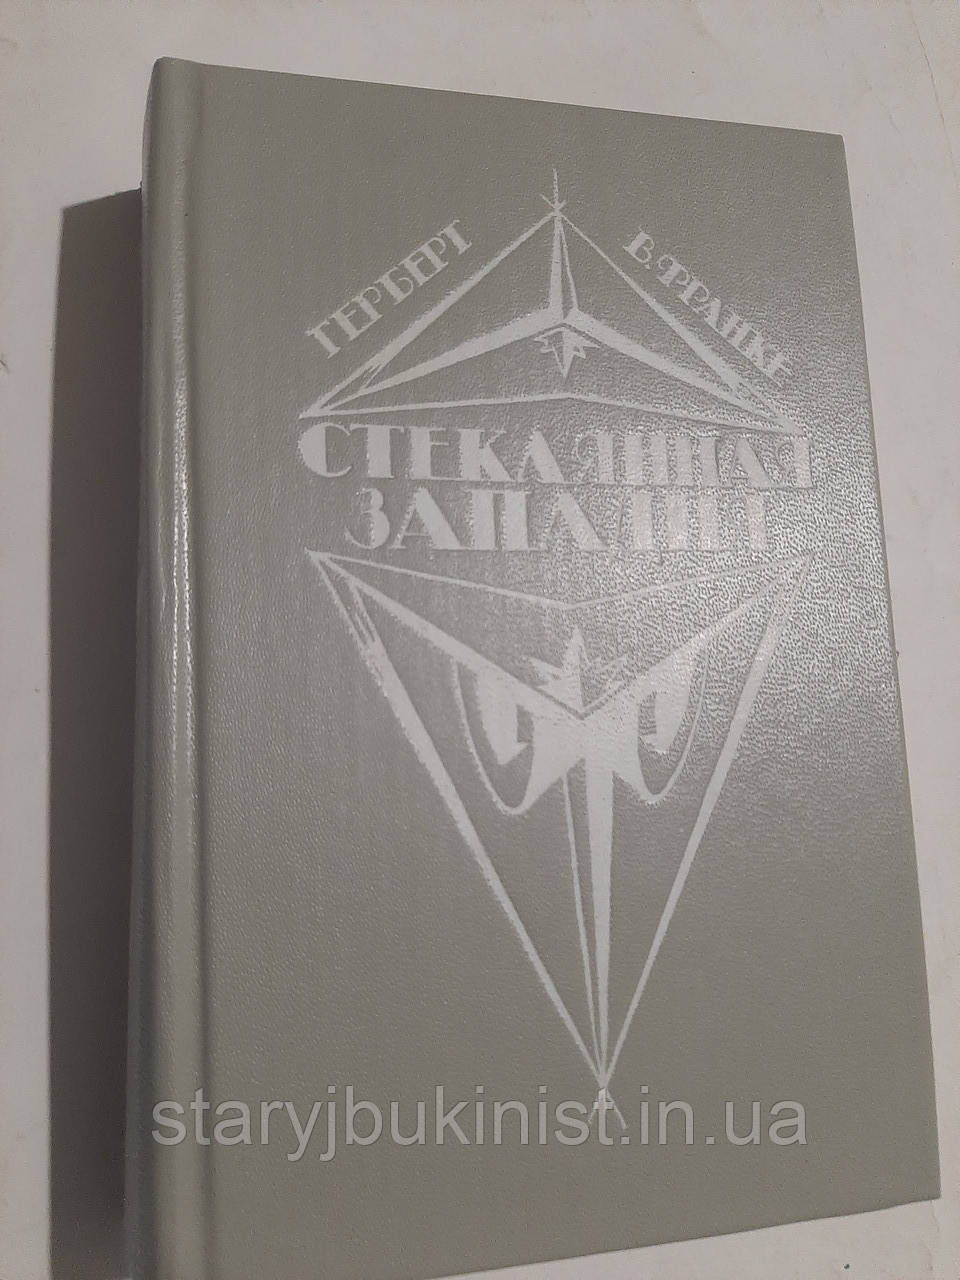 ГЕРБЕРТ
В. ФРАНКЕ
СТЕКЛЯННАЯ
ЗАПАДНЯ
staryjbukinist.in.ua